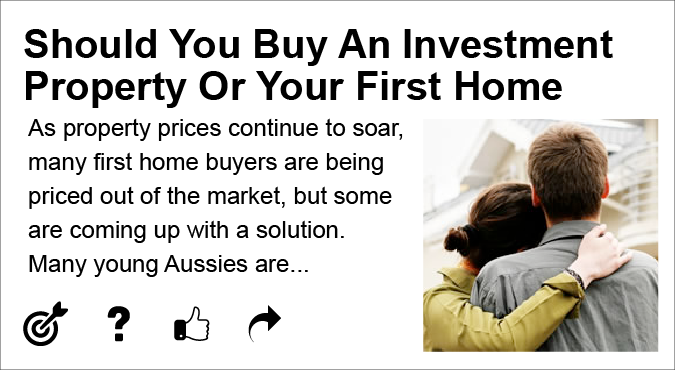 Should You Buy An Investment
Property Or Your First Home
As property prices continue to soar,
many first home buyers are being
priced out of the market, but some
are coming up with a solution.
Many young Aussies are...